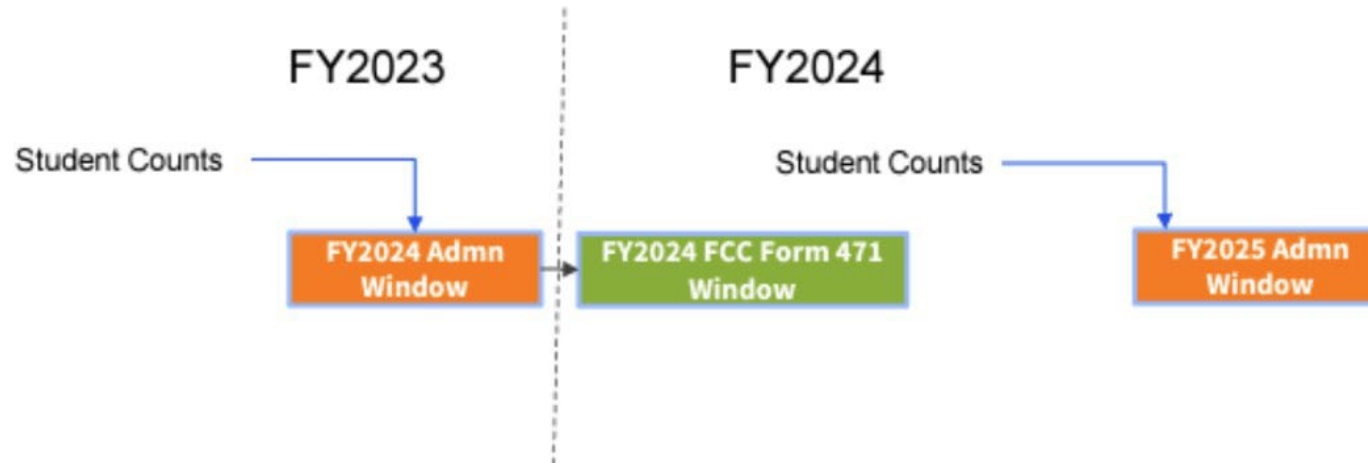 FY2023
FY2024
Student Counts
Student Counts
FY2024 Admn
Window
FY2024 FCC Form 471
Window
FY2025 Admn
Window